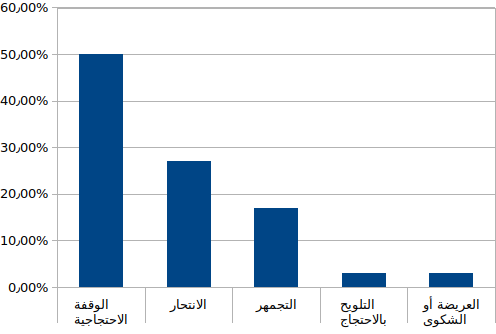 60٫00%
50٫00%
40٫00%
30٫00%
20٫00%
10٫00%
0٫00%
الوقفة
الاحتجاجية
الانتحار
التجمهر
التلويح
بالاحتجاج
العريضة أو
الشكوى